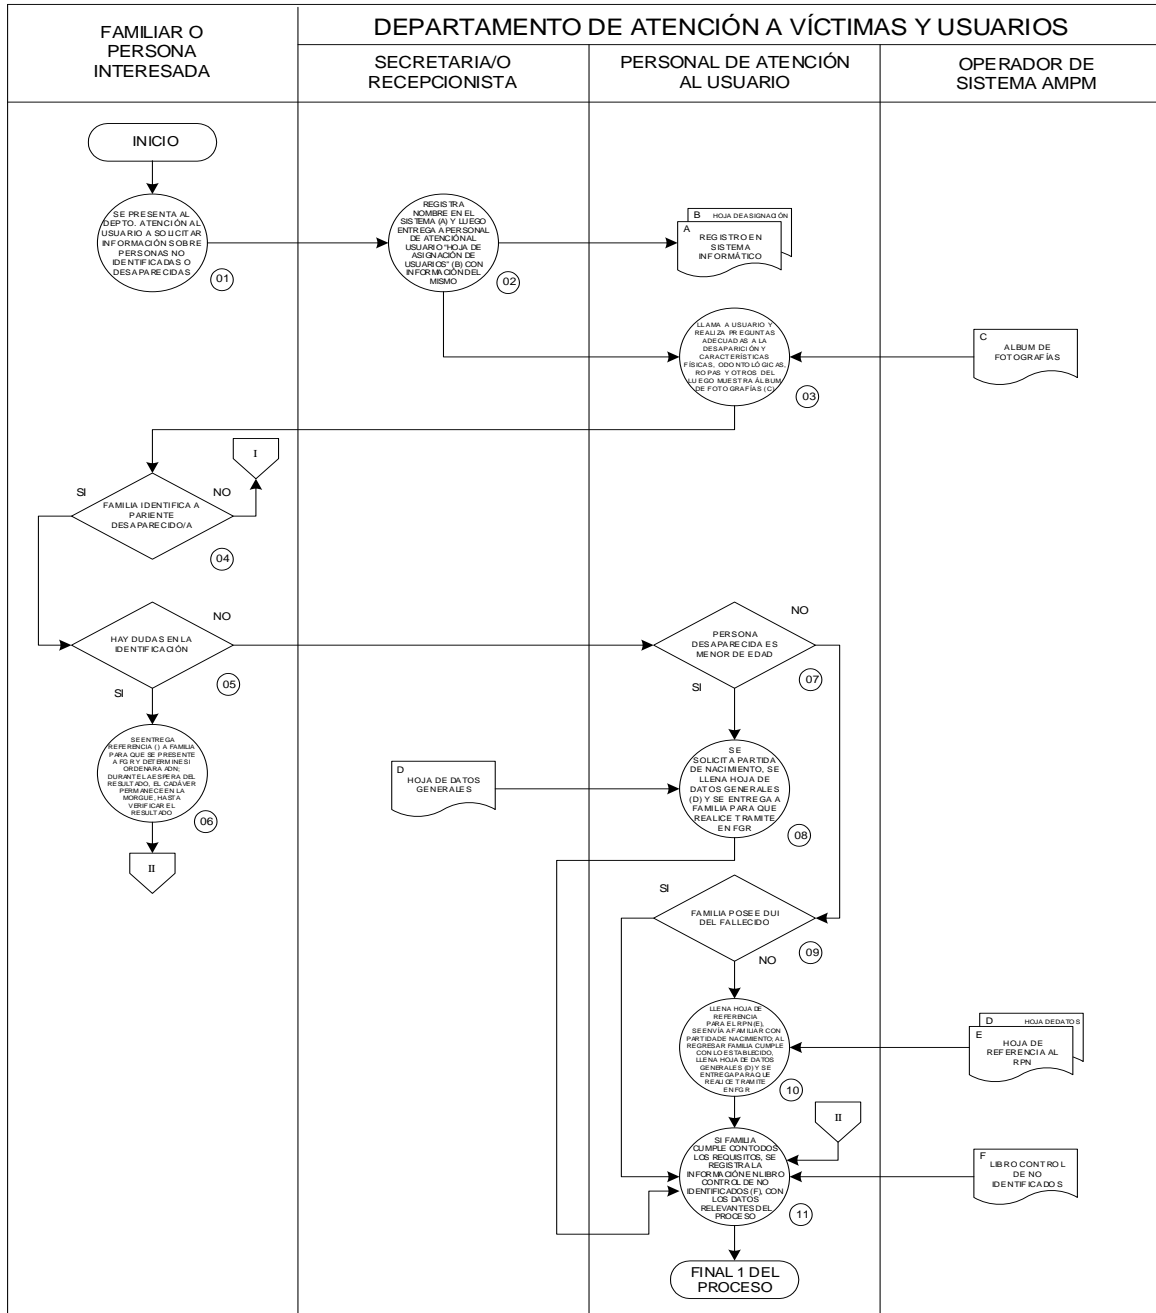 FAMILIAR O
PERSONA
INTERESADA
DEPARTAMENTO DE ATENCIÓN A VÍCTIMAS Y USUARIOS
SECRETARIA/O
RECEPCIONISTA
PERSONAL DE ATENCIÓN
AL USUARIO
OPERADOR DE
SISTEMA AMPM
INICIO
SE PRESENTA AL
DEPTO. ATENCIÓN AL
USUARIO A SOLICITAR
INFORMACIÓN SOBRE
PERSONAS NO
IDENTIFICADAS O
DESAPARECIDAS
01
REGISTRA
NOMBRE EN EL
SISTEMA (A) Y LUEGO
ENTREGA A PERSONAL
DE ATENCIÓN AL
USUARIO "HOJA DE
ASIGNACIÓN DE
USUARIOS" (B) CON
INFORMACIÓN DEL
MISMO
02
B HOJA DE ASIGNACIÓN
A
REGISTRO EN
SISTEMA
INFORMÁTICO
LLAMA A USUARIO Y
REALIZA PREGUNTAS
ADECUADAS A LA
DESAPARICIÓN Y
CARACTERÍSTICAS
FÍSICAS, ODONTOLÓGICAS,
ROPAS Y OTROS DEL
LUEGO MUESTRA ÁLBUM
DE FOTOGRAFÍAS (C)
03
C
ALBUM DE
FOTOGRAFÍAS
I
SI
NO
FAMILIA IDENTIFICA A
PARIENTE
DESAPARECIDO/A
04
NO
HAY DUDAS EN LA
IDENTIFICACIÓN
05
SI
NO
PERSONA
DESAPARECIDA ES
MENOR DE EDAD
07
SI
SE ENTREGA
REFERENCIA () A FAMILIA
PARA QUE SE PRESENTE
A FGR Y DETERMINE SI
ORDENARA ADN;
DURANTE LA ESPERA DEL
RESULTADO, EL CADÁVER
PERMANECE EN LA
MORGUE, HASTA
VERIFICAR EL
RESULTADO
06
II
D
HOJA DE DATOS
GENERALES
SE
SOLICITA PARTIDA
DE NACIMIENTO, SE
LLENA HOJA DE
DATOS GENERALES
(D) Y SE ENTREGA A
FAMILIA PARA QUE
REALICE TRAMITE
EN FGR
08
SI
FAMILIA POSEE DUI
DEL FALLECIDO
09
NO
LLENA HOJA DE
REFERENCIA
PARA EL RPN (E),
SE ENVÍA A FAMILIAR CON
PARTIDA DE NACIMIENTO; AL
REGRESAR FAMILIA CUMPLE
CON LO ESTABLECIDO,
LLENA HOJA DE DATOS
GENERALES (D) Y SE
ENTREGA PARA QUE
REALICE TRAMITE
EN FGR
10
D HOJA DE DATOS
E
HOJA DE
REFERENCIA AL
RPN
II
SI FAMILIA
CUMPLE CON TODOS
LOS REQUISITOS, SE
REGISTRA LA
INFORMACIÓN EN LIBRO
CONTROL DE NO
IDENTIFICADOS (F), CON
LOS DATOS
RELEVANTES DEL
PROCESO
11
F
LIBRO CONTROL
DE NO
IDENTIFICADOS
FINAL 1 DEL
PROCESO